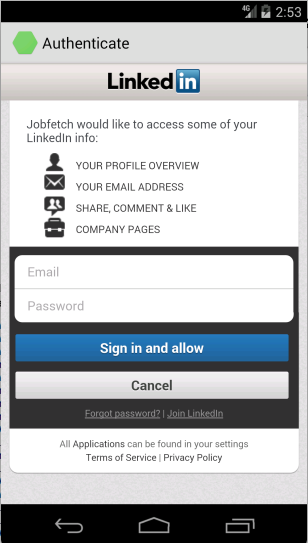 4G 2:53
Authenticate
Linked in
Jobfetch would like to access some of your
LinkedIn info:
YOUR PROFILE OVERVIEW
YOUR EMAIL ADDRESS
SHARE, COMMENT & LIKE
COMPANY PAGES
Email
Password
Sign in and allow
Cancel
Forgot password? | Join LinkedIn
All Applications can be found in your settings
Terms of Service | Privacy Policy